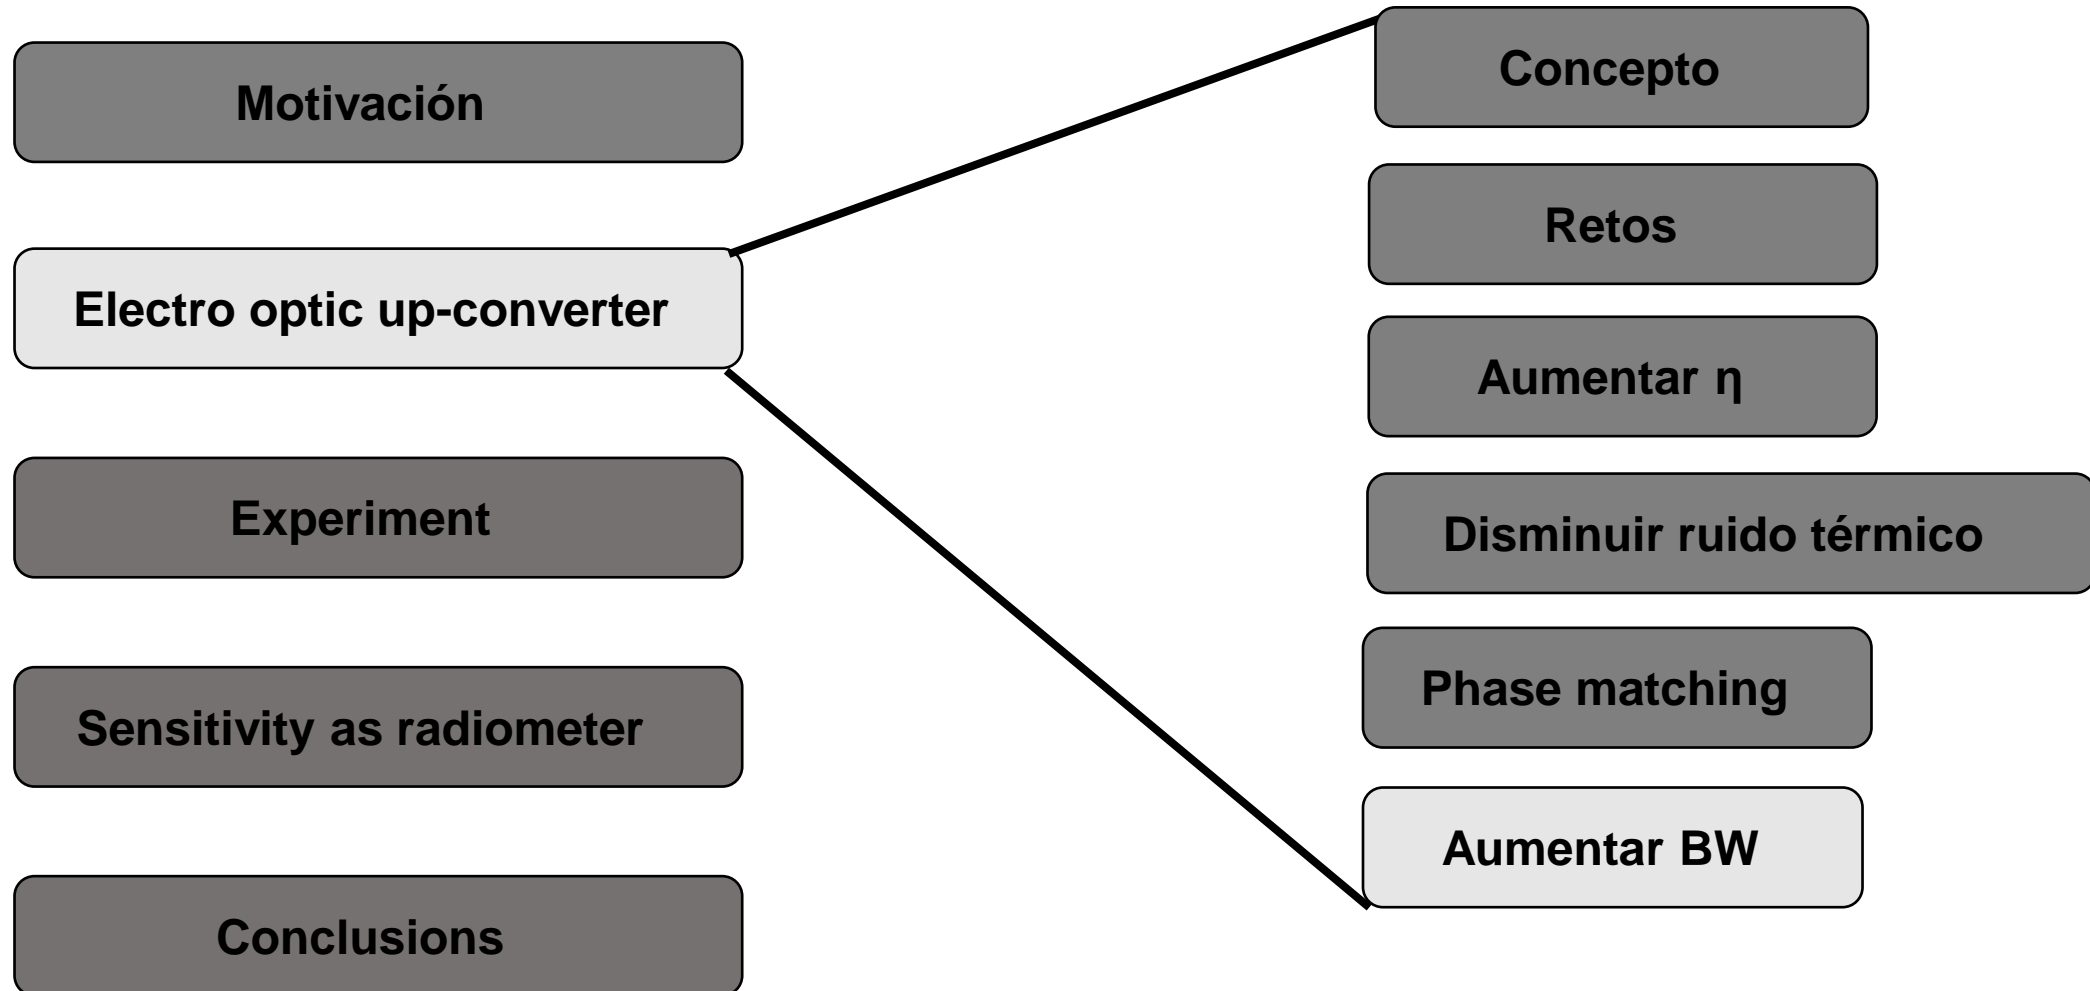 Motivación
Electro optic up-converter
Experiment
Sensitivity as radiometer
Conclusions
Concepto
Retos
Aumentar η
Disminuir ruido térmico
Phase matching
Aumentar BW